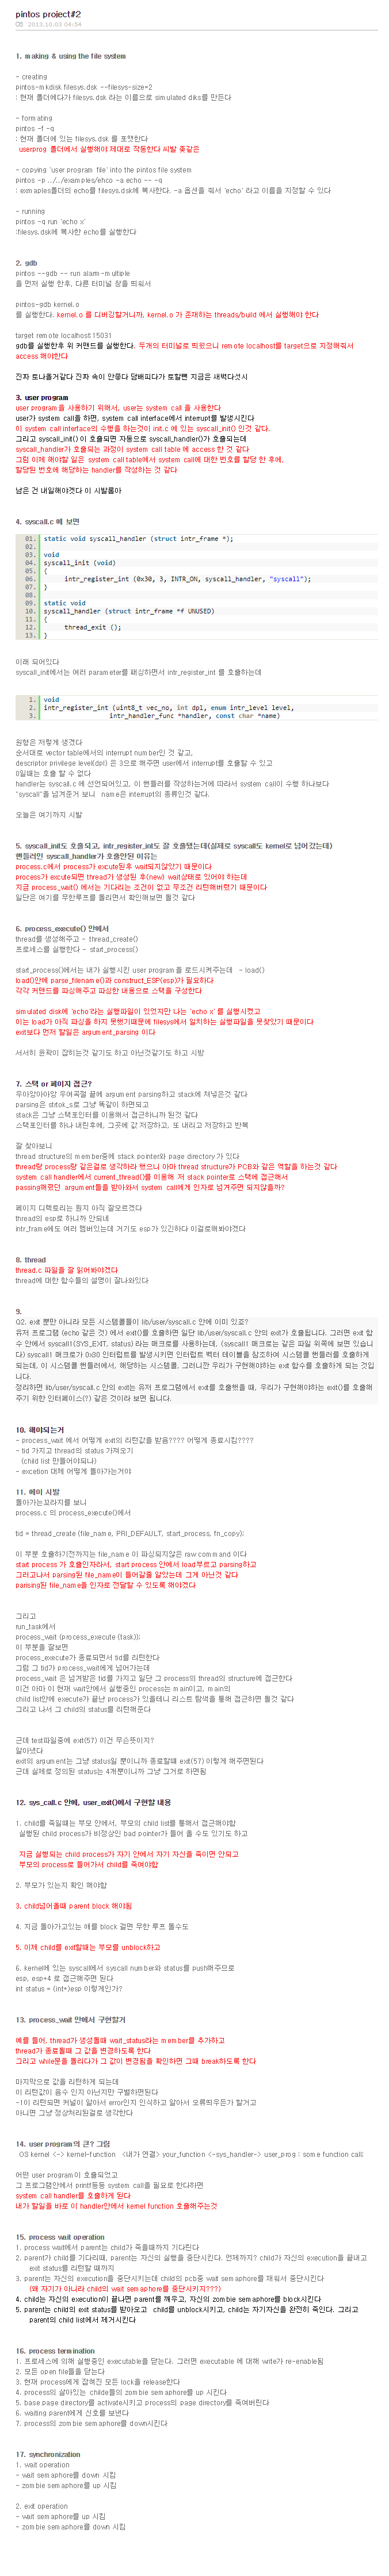 pintos project#2
OS 2013.10.03 04:54
1. making & using the file system
- creating
pintos-mkdisk filesys.dsk --filesys-size=2
: 현재 폴더에다가 filesys.dsk 라는 이름으로 simulated diks를 만든다
- formating
pintos -f -q
: 현재 폴더에 있는 filesys.dsk 를 포맷한다
userprog 폴더에서 실행해야 제대로 작동한다 씨발 좆같은
- copying 'user program file' into the pintos file system
pintos -p ../../examples/ehco -a echo -- -q
: exmaples폴더의 echo를 filesys.dsk에 복사한다. -a 옵션을 줘서 'echo' 라고 이름을 지정할 수 있다
- running
pintos -q run 'echo x'
:filesys.dsk에 복사한 echo를 실행한다
2. gdb
pintos --gdb -- run alarm-multiple
을 먼저 실행 한후, 다른 터미널 창을 띄워서
pintos-gdb kernel.o
를 실행한다. kernel.o 를 디버깅할거니까, kernel.o 가 존재하는 threads/build 에서 실행해야 한다
target remote localhost:15031
gdb를 실행한후 위 커맨드를 실행한다. 두개의 터미널로 띄웠으니 remote localhost를 target으로 지정해줘서
access 해야한다
진짜 토나올거같다 진짜 속이 안좋다 담배피다가 토할뻔 지금은 새벽다섯시
3. user program
user program을 사용하기 위해서, user는 system call 을 사용한다
user가 system call을 하면, system call interface에서 interrupt를 발생시킨다
이 system call interface의 수행을 하는것이 init.c 에 있는 syscall_init() 인것 같다.
그리고 syscall_init() 이 호출되면 자동으로 syscall_handler()가 호출되는데
syscall_handler가 호출되는 과정이 system call table 에 access 한 것 같다
그럼 이제 해야할 일은 system call table에서 system call에 대한 번호를 할당 한 후에,
할당된 번호에 해당하는 handler를 작성하는 것 같다
남은 건 내일해야겟다 이 시발롬아
4. syscall.c 에 보면
01. static void syscall_handler (struct intr_frame *);
02.
03. void
04. syscall_init (void)
05. {
06. intr_register_int (0x30, 3, INTR_ON, syscall_handler, "syscall");
07. }
08.
09. static void
10. syscall_handler (struct intr_frame *f UNUSED)
11. {
12. thread_exit ();
13. }
이래 되어있다
syscall_init에서는 여러 parameter를 패싱하면서 intr_register_int 를 호출하는데
1. void
2. intr_register_int (uint8_t vec_no, int dpl, enum intr_level level,
3. intr_handler_func *handler, const char *name)
원형은 저렇게 생겼다
순서대로 vector table에서의 interrupt number인 것 같고,
descriptor privilege level(dpl) 은 3으로 해주면 user에서 interrupt를 호출할 수 있고
0일때는 호출 할 수 없다
handler는 syscall.c 에 선언되어있고, 이 핸들러를 작성하는거에 따라서 system call이 수행 하나보다
"syscall"을 넘겨준거 보니 name은 interrupt의 종류인것 같다.
오늘은 여기까지 시발
5. syscall_init도 호출되고, intr_register_int도 잘 호출됐는데(실제로 syscall도 kernel로 넘어갔는데)
핸들러인 syscall_handler가 호출안된 이유는
process.c에서 process가 excute된후 wait되지않았기 때문이다
process가 excute되면 thread가 생성된 후(new) wait상태로 있어야 하는데
지금 process_wait() 에서는 기다리는 조건이 없고 무조건 리턴해버렸기 때문이다
일단은 여기를 무한루프를 돌리면서 확인해보면 될것 같다
6. process_execute() 안에서
thread를 생성해주고 - thread_create()
프로세스를 실행한다 - start_process()
start_process()에서는 내가 실행시킨 user program을 로드시켜주는데 - load()
load()안에 parse_filename()과 construct_ESP(esp)가 필요하다
각각 커맨드를 파싱해주고 파싱한 내용으로 스택을 구성한다
simulated disk에 'echo'라는 실행파일이 있었지만 나는 'echo x' 를 실행시켰고
이는 load가 아직 파싱을 하지 못했기때문에 filesys에서 일치하는 실행파일을 못찾았기 때문이다
exit보다 먼저 할일은 argument_parsing 이다
서서히 윤곽이 잡히는것 같기도 하고 아닌것같기도 하고 시발
7. 스택 or 페이지 접근?
우아앙아아앙 우여곡절 끝에 argument parsing하고 stack에 쳐넣은것 같다
parsing은 strtok_s로 그냥 똑같이 하면되고
stack은 그냥 스택포인터를 이용해서 접근하니까 된것 같다
스택포인터를 하나 내린후에, 그곳에 값 저장하고, 또 내리고 저장하고 반복
잘 찾아보니
thread structure의 member중에 stack pointer와 page directory가 있다
thread랑 process랑 같은걸로 생각하라 했으니 아마 thread structure가 PCB와 같은 역할을 하는것 같다
system call handler에서 current_thread()를 이용해 저 stack pointer로 스택에 접근해서
passing해줬던 argument들을 받아와서 system call에게 인자로 넘겨주면 되지않을까?
페이지 디렉토리는 뭔지 아직 잘모르겠다
thread의 esp로 하니까 안되네
intr_frame에도 여러 멤버있는데 거기도 esp가 있긴하다 이걸로해봐야겠다
8. thread
thread.c 파일을 잘 읽어봐야겠다
thread에 대한 함수들의 설명이 잘나와있다
9.
Q2. exit 뿐만 아니라 모든 시스템콜들이 lib/user/syscall.c 안에 이미 있죠?
유저 프로그램 (echo 같은 것) 에서 exit()를 호출하면 일단 lib/user/syscall.c 안의 exit가 호출됩니다. 그러면 exit 함
수 안에서 syscall1(SYS_EXIT, status) 라는 매크로를 사용하는데, (syscall1 매크로는 같은 파일 위쪽에 보면 있습니
다) syscall1 매크로가 0x30 인터럽트를 발생시키면 인터럽트 벡터 테이블을 참조하여 시스템콜 핸들러를 호출하게
되는데, 이 시스템콜 핸들러에서, 해당하는 시스템콜, 그러니깐 우리가 구현해야하는 exit 함수를 호출하게 되는 것입
니다.
정리하면 lib/user/syscall.c 안의 exit는 유저 프로그램에서 exit를 호출했을 때, 우리가 구현해야하는 exit()를 호출해
주기 위한 인터페이스(?) 같은 것이라 보면 됩니다.
10. 해야되는거
- process_wait 에서 어떻게 exit의 리턴값을 받음???? 어떻게 종료시킴????
- tid 가지고 thread의 status 가져오기
(child list 만들어야되나)
- excetion 대체 어떻게 돌아가는거야
11. 에이 시발
돌아가는꼬라지를 보니
process.c 의 process_execute()에서
tid = thread_create (file_name, PRI_DEFAULT, start_process, fn_copy);
이 부분 호출하기전까지는 file_name 이 파싱되지않은 raw command 이다
start process 가 호출인자라서, start process 안에서 load부르고 parsing하고
그러고나서 parsing된 file_name이 들어갈줄 알았는데 그게 아닌것 같다
parising된 file_name을 인자로 전달할 수 있도록 해야겠다
그리고
run_task에서
process_wait (process_execute (task));
이 부분을 잘보면
process_execute가 종료되면서 tid를 리턴한다
그럼 그 tid가 process_wait에게 넘어가는데
process_wait 은 넘겨받은 tid를 가지고 일단 그 process의 thread의 structure에 접근한다
이건 아마 이 현재 wait안에서 실행중인 process는 main이고, main의
child list안에 execute가 끝난 process가 있을테니 리스트 탐색을 통해 접근하면 될것 같다
그리고 나서 그 child의 status를 리턴해준다
근데 test파일중에 exit(57) 이건 무슨뜻이지?
알아냈다
exit의 argument는 그냥 status일 뿐이니까 종료할때 exit(57) 이렇게 해주면된다
근데 실제로 정의된 status는 4개뿐이니까 그냥 그거로 하면됨
12. sys_call.c 안에, user_exit()에서 구현할 내용
1. child를 죽일떄는 부모 안에서, 부모의 child list를 통해서 접근해야함
실행된 child process가 비정상인 bad pointer가 들어 올 수도 있기도 하고
지금 실행되는 child process가 자기 안에서 자기 자신을 죽이면 안되고
부모의 process로 들어가서 child를 죽여야함
2. 부모가 있는지 확인 해야함
3. child없어졸때 parent block 해야됨
4. 지금 돌아가고있는 애를 block 걸면 무한 루프 돌수도
5. 이제 child를 exit할때는 부모를 unblock하고
6. kernel에 있는 syscall에서 syscall number와 status를 push해주므로
esp, esp+4 로 접근해주면 된다
int status = (int*)esp 이렇게인가?
13. process_wait 안에서 구현할거
예를 들어, thread가 생성될떄 wait_status라는 member를 추가하고
thread가 종료될때 그 값을 변경하도록 한다
그리고 while문을 돌리다가 그 값이 변경됨을 확인하면 그때 break하도록 한다
마지막으로 값을 리턴하게 되는데
이 리턴값이 음수 인지 아닌지만 구별하면된다
-1이 리턴되면 커널이 알아서 error인지 인식하고 알아서 오류띄우든가 할거고
아니면 그냥 정상처리된걸로 생각한다
14. user program의 큰? 그림
OS kernel <-> kernel-function <내가 연결> your_function <-sys_handler-> user_prog : some function call;
어떤 user program이 호출되었고
그 프로그램안에서 printf등등 system call을 필요로 한다하면
system call handler를 호출하게 된다
내가 할일을 바로 이 handler안에서 kernel function 호출해주는것
15. process wait operation
1. process wait에서 parent는 child가 죽을때까지 기다린다
2. parent가 child를 기다리때, parent는 자신의 실행을 중단시킨다. 언제까지? child가 자신의 execution을 끝내고
exit status를 리턴할 때까지
3. parent는 자신의 execution을 중단시키는데 child의 pcb중 wait semaphore를 재워서 중단시킨다
(왜 자기가 아니라 child의 wait semaphore를 중단시키지???)
4. child는 자신의 execution이 끝나면 parent를 깨우고, 자신의 zombie semaphore를 block시킨다
5. parent는 child의 exit status를 받아오고 child를 unblock시키고, child는 자기자신을 완전히 죽인다. 그리고
parent의 child list에서 제거시킨다
16. process termination
1. 프로세스에 의해 실행중인 executable을 닫는다. 그러면 executable 에 대해 write가 re-enable됨
2. 모든 open file들을 닫는다
3. 현재 process에게 잡혀진 모든 lock을 release한다
4. process의 살아있는 childe들의 zombie semaphore를 up 시킨다
5. base page directory를 activate시키고 process의 page directory를 죽여버린다
6. waiting parent에게 신호를 보낸다
7. process의 zombie semaphore를 down시킨다
17. synchronization
1. wait operation
- wait semaphore를 down 시킴
- zombie semaphore를 up 시킴
2. exit operation
- wait semaphore를 up 시킴
- zombie semaphore를 down 시킴